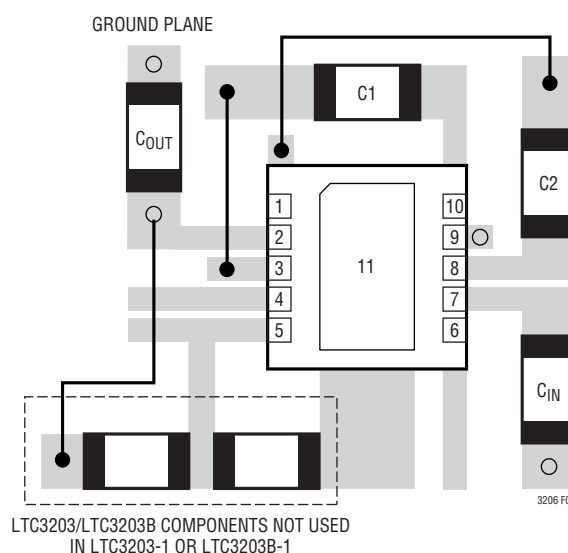 GROUND PLANE
C1
COUT
C2
1
10
2
9
3
11
8
4
7
5
6
CIN
3206 F
LTC3203/LTC3203B COMPONENTS NOT USED
IN LTC3203-1 OR LTC3203B-1